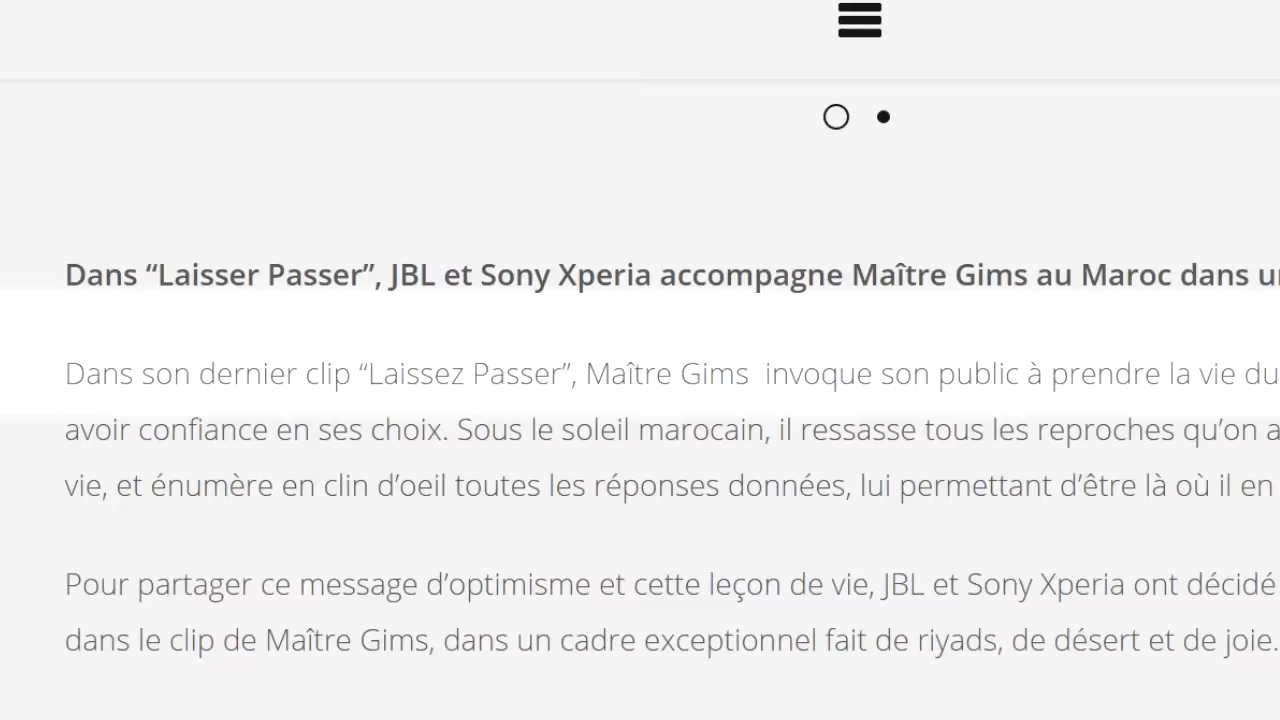 Dans “Laisser Passer”, JBL et Sony Xperia accompagne Maître Gims au Maroc dans
Dans son dernier clip “Laissez Passer”, Maître Gims  invoque son public à prendre la vie du
avoir confiance en ses choix. Sous le soleil marocain, il ressasse tous les reproches qu’on a
vie, et énumère en clin d’oeil toutes les réponses données, lui permettant d’être là où il en
Pour partager ce message d’optimisme et cette leçon de vie, JBL et Sony Xperia ont décidé
dans le clip de Maître Gims, dans un cadre exceptionnel fait de riyads, de désert et de joie.